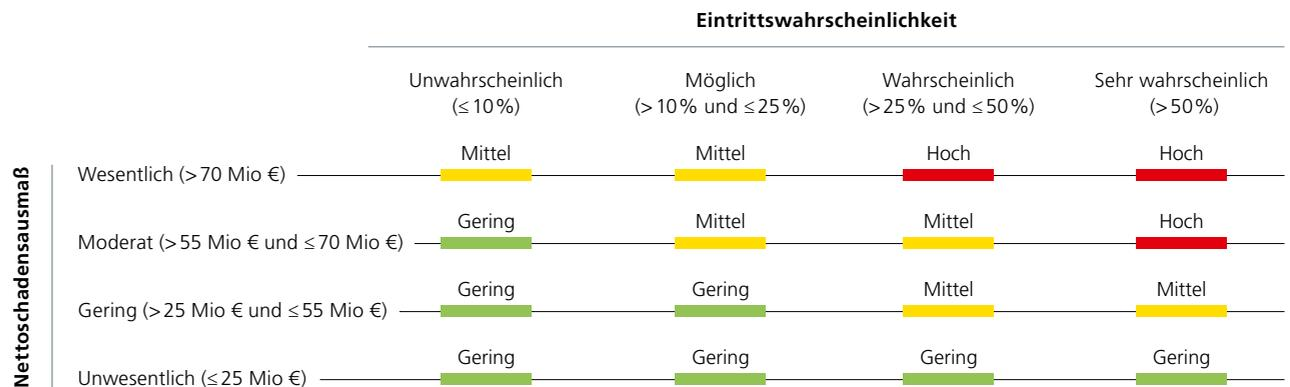 Eintrittswahrscheinlichkeit
Unwahrscheinlich Möglich Wahrscheinlich Sehr wahrscheinlich
(≤ 10 %) (> 10 % und ≤ 25 %) (> 25 % und ≤ 50 %) (> 50 %)
Nettoschadensausmaß
Mittel Mittel Hoch Hoch
Wesentlich (> 70 Mio €)
Gering Mittel Mittel Hoch
Moderat (> 55 Mio € und ≤ 70 Mio €)
Gering Gering Mittel Mittel
Gering (> 25 Mio € und ≤ 55 Mio €)
Gering Gering Gering Gering
Unwesentlich (≤ 25 Mio €)